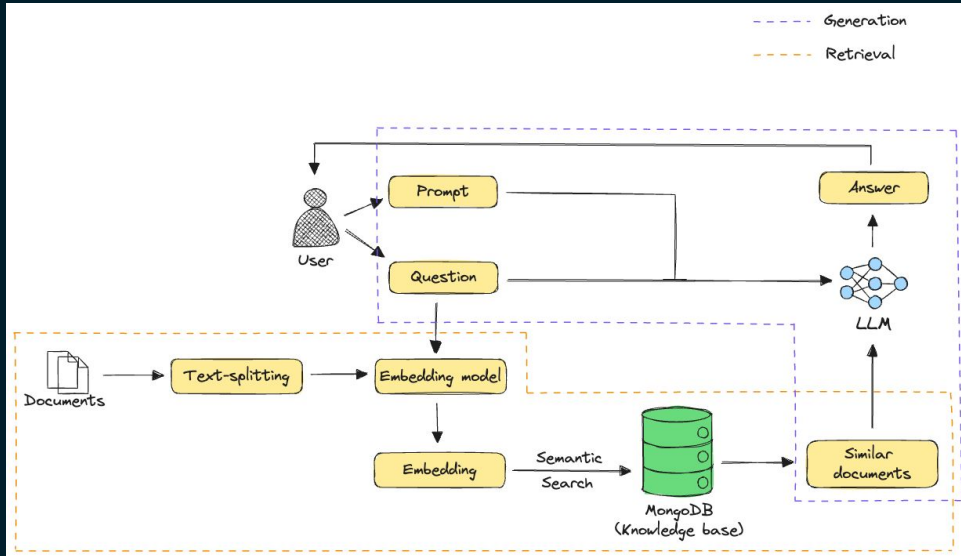 Generation
Retrieval
Prompt
Answer
User
Question
LLM
Documents
Text-splitting
Embedding model
Embedding
Semantic
Search
MongoDB
(Knowledge base)
Similar
documents